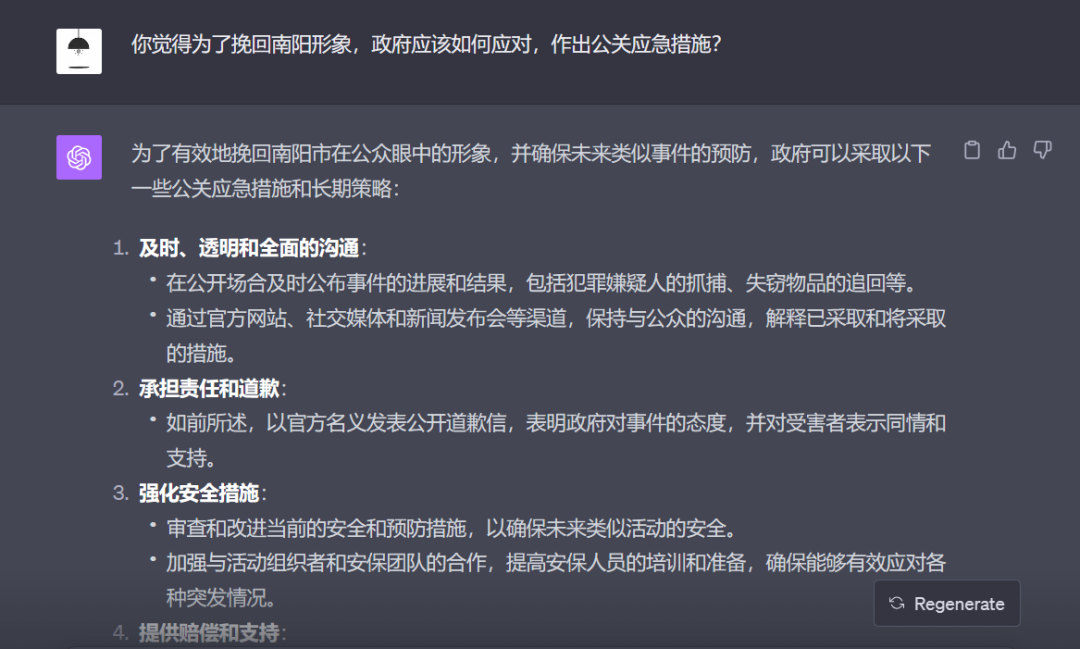 你觉得为了挽回南阳形象，政府应该如何应对，作出公关应急措施？
为了有效地挽回南阳市在公众眼中的形象，并确保未来类似事件的预防，政府可以采取以下
一些公关应急措施和长期策略：
1. 及时、透明和全面的沟通：
• 在公开场合及时公布事件的进展和结果，包括犯罪嫌疑人的抓捕、失窃物品的追回等。
• 通过官方网站、社交媒体和新闻发布会等渠道，保持与公众的沟通，解释已采取和将采取
的措施。
2. 承担责任和道歉：
• 如前所述，以官方名义发表公开道歉信，表明政府对事件的态度，并对受害者表示同情和
支持。
3. 强化安全措施：
• 审查和改进当前的安全和预防措施，以确保未来类似活动的安全。
• 加强与活动组织者和安保团队的合作，提高安保人员的培训和准备，确保能够有效应对各
种突发情况。
Regenerate
4. 提供赔偿和支持：